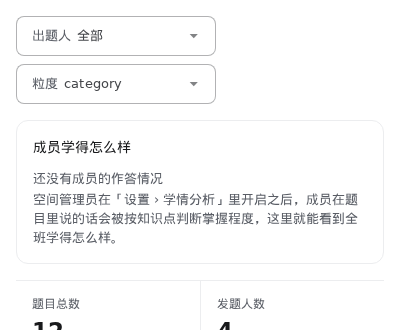 出题人 全部
粒度 category
成员学得怎么样
还没有成员的作答情况
空间管理员在「设置 › 学情分析」里开启之后，成员在题
目里说的话会被按知识点判断掌握程度，这里就能看到全
班学得怎么样。
题目总数 发题人数
12 4